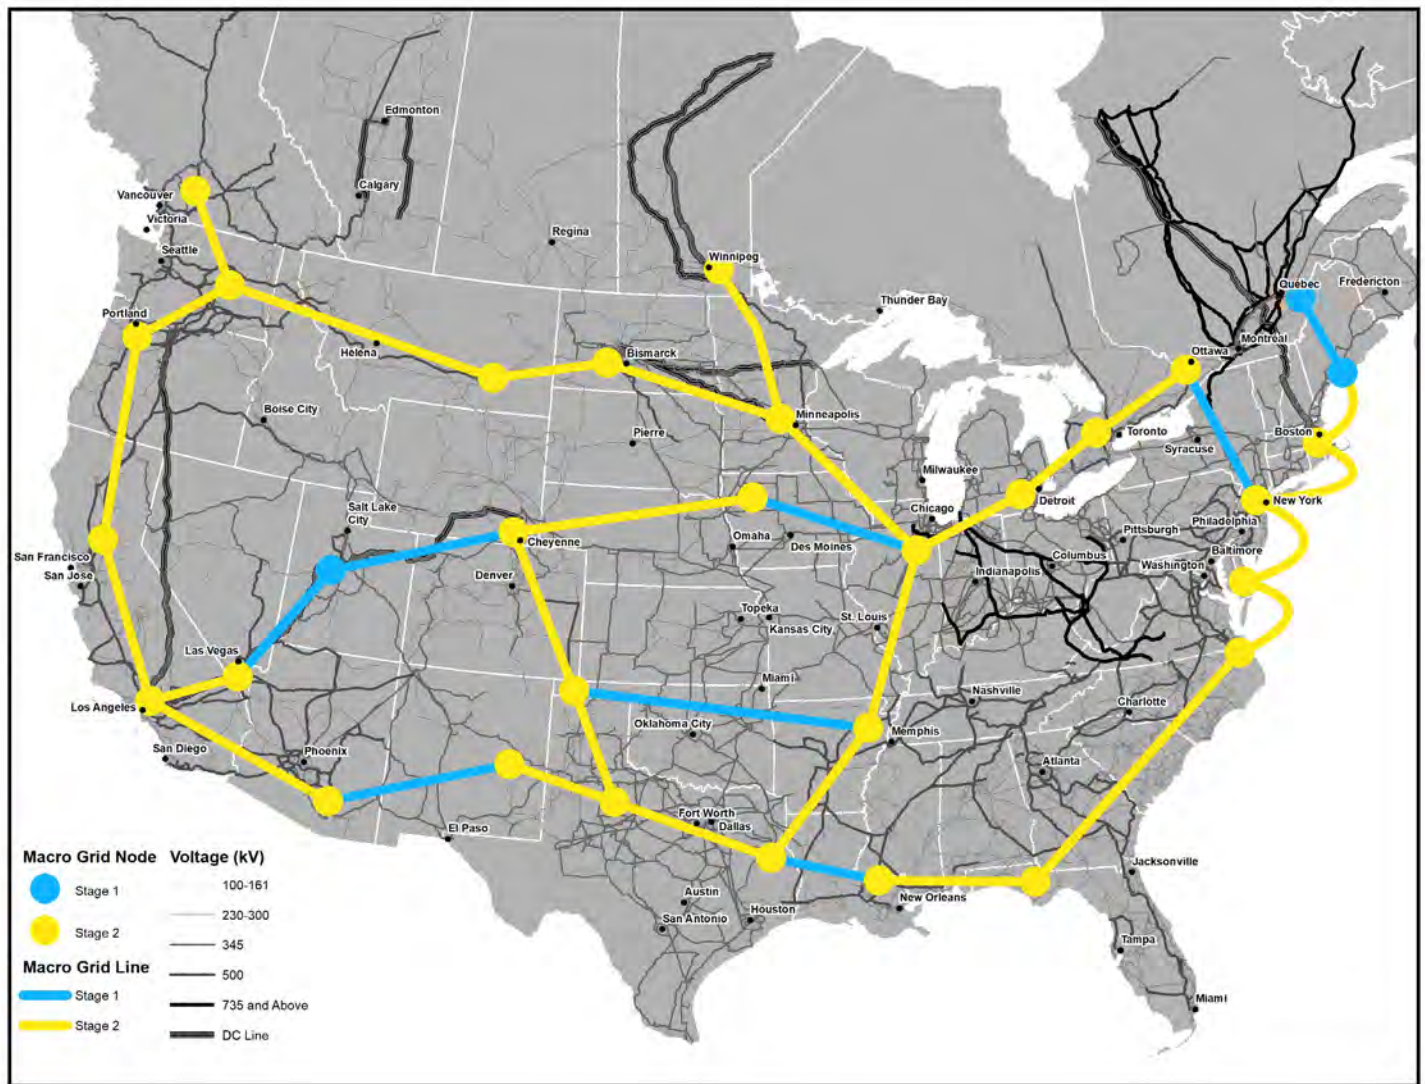 Edmonton
Calgary
Vancouver
Victoria
Seattle
Regina
Winnipeg
Thunder Bay
Québec
Fredericton
Portland
Helena
Bismarck
Ottawa
Montréal
Boise City
Pierre
Minneapolis
Toronto
Syracuse
Boston
Milwaukee
Detroit
Chicago
New York
Salt Lake
City
Cheyenne
Omaha
Des Moines
Pittsburgh
Philadelphia
San Francisco
San Jose
Denver
Indianapolis
Columbus
Baltimore
Washington
Topeka
Kansas City
St. Louis
Las Vegas
Miami
Nashville
Charlotte
Los Angeles
Oklahoma City
Memphis
San Diego
Phoenix
Atlanta
El Paso
Fort Worth
Dallas
Jacksonville
Austin
San Antonio
Houston
New Orleans
Tampa
Miami
Macro Grid Node
Stage 1
Stage 2
Macro Grid Line
Stage 1
Stage 2
Voltage (kV)
100-161
230-300
345
500
735 and Above
DC Line